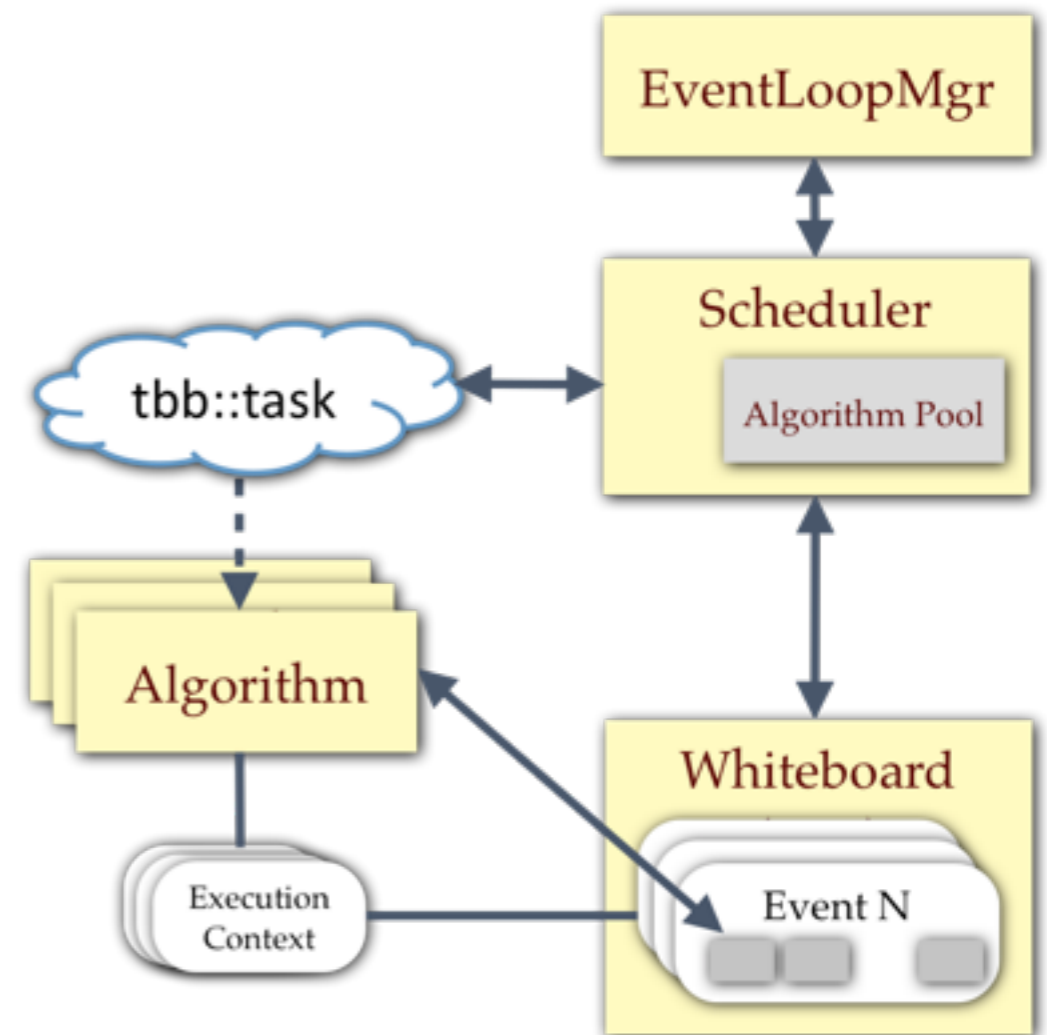 EventLoopMgr
Scheduler
Algorithm Pool
tbb::task
Algorithm
Whiteboard
Event N
Execution
Context